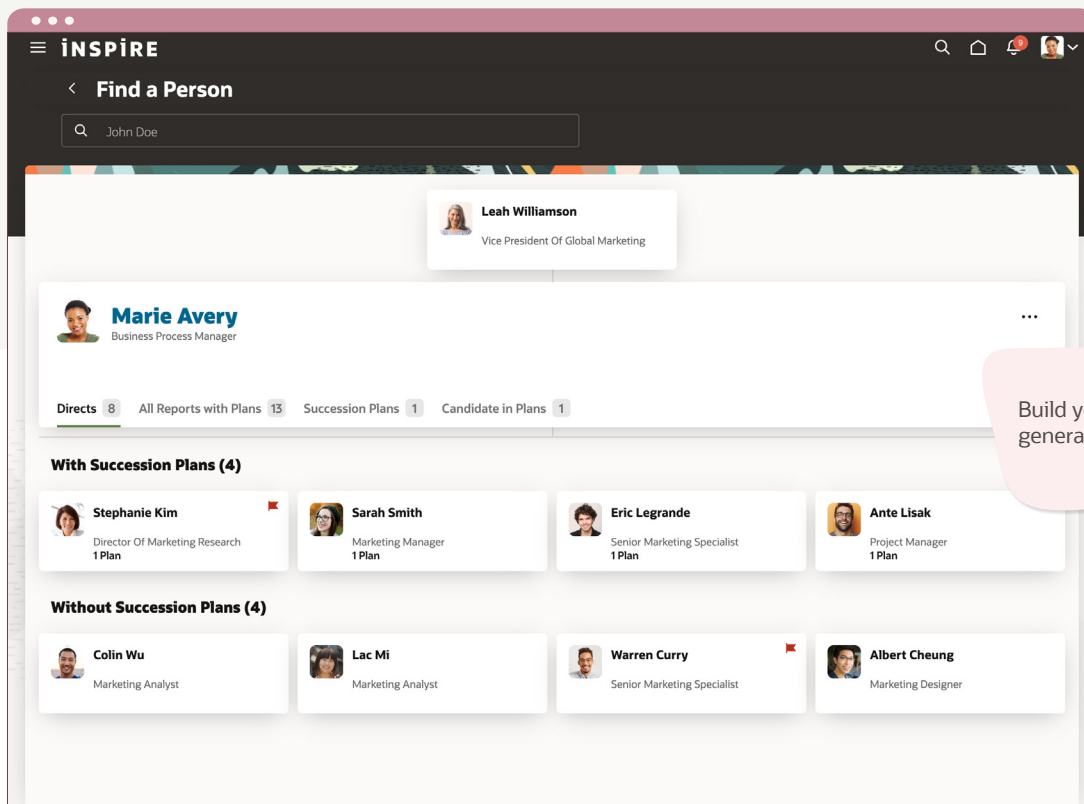 iNSPiRE
9
Find a Person
John Doe
Leah Williamson
Vice President Of Global Marketing
Marie Avery
Business Process Manager
Directs 8 All Reports with Plans 13 Succession Plans 1 Candidate in Plans 1
Build
genera
With Succession Plans (4)
Stephanie Kim
Director Of Marketing Research
1 Plan
Sarah Smith
Marketing Manager
1 Plan
Eric Legrande
Senior Marketing Specialist
1 Plan
Ante Lisak
Project Manager
1 Plan
Without Succession Plans (4)
Colin Wu
Marketing Analyst
Lac Mi
Marketing Analyst
Warren Curry
Senior Marketing Specialist
Albert Cheung
Marketing Designer